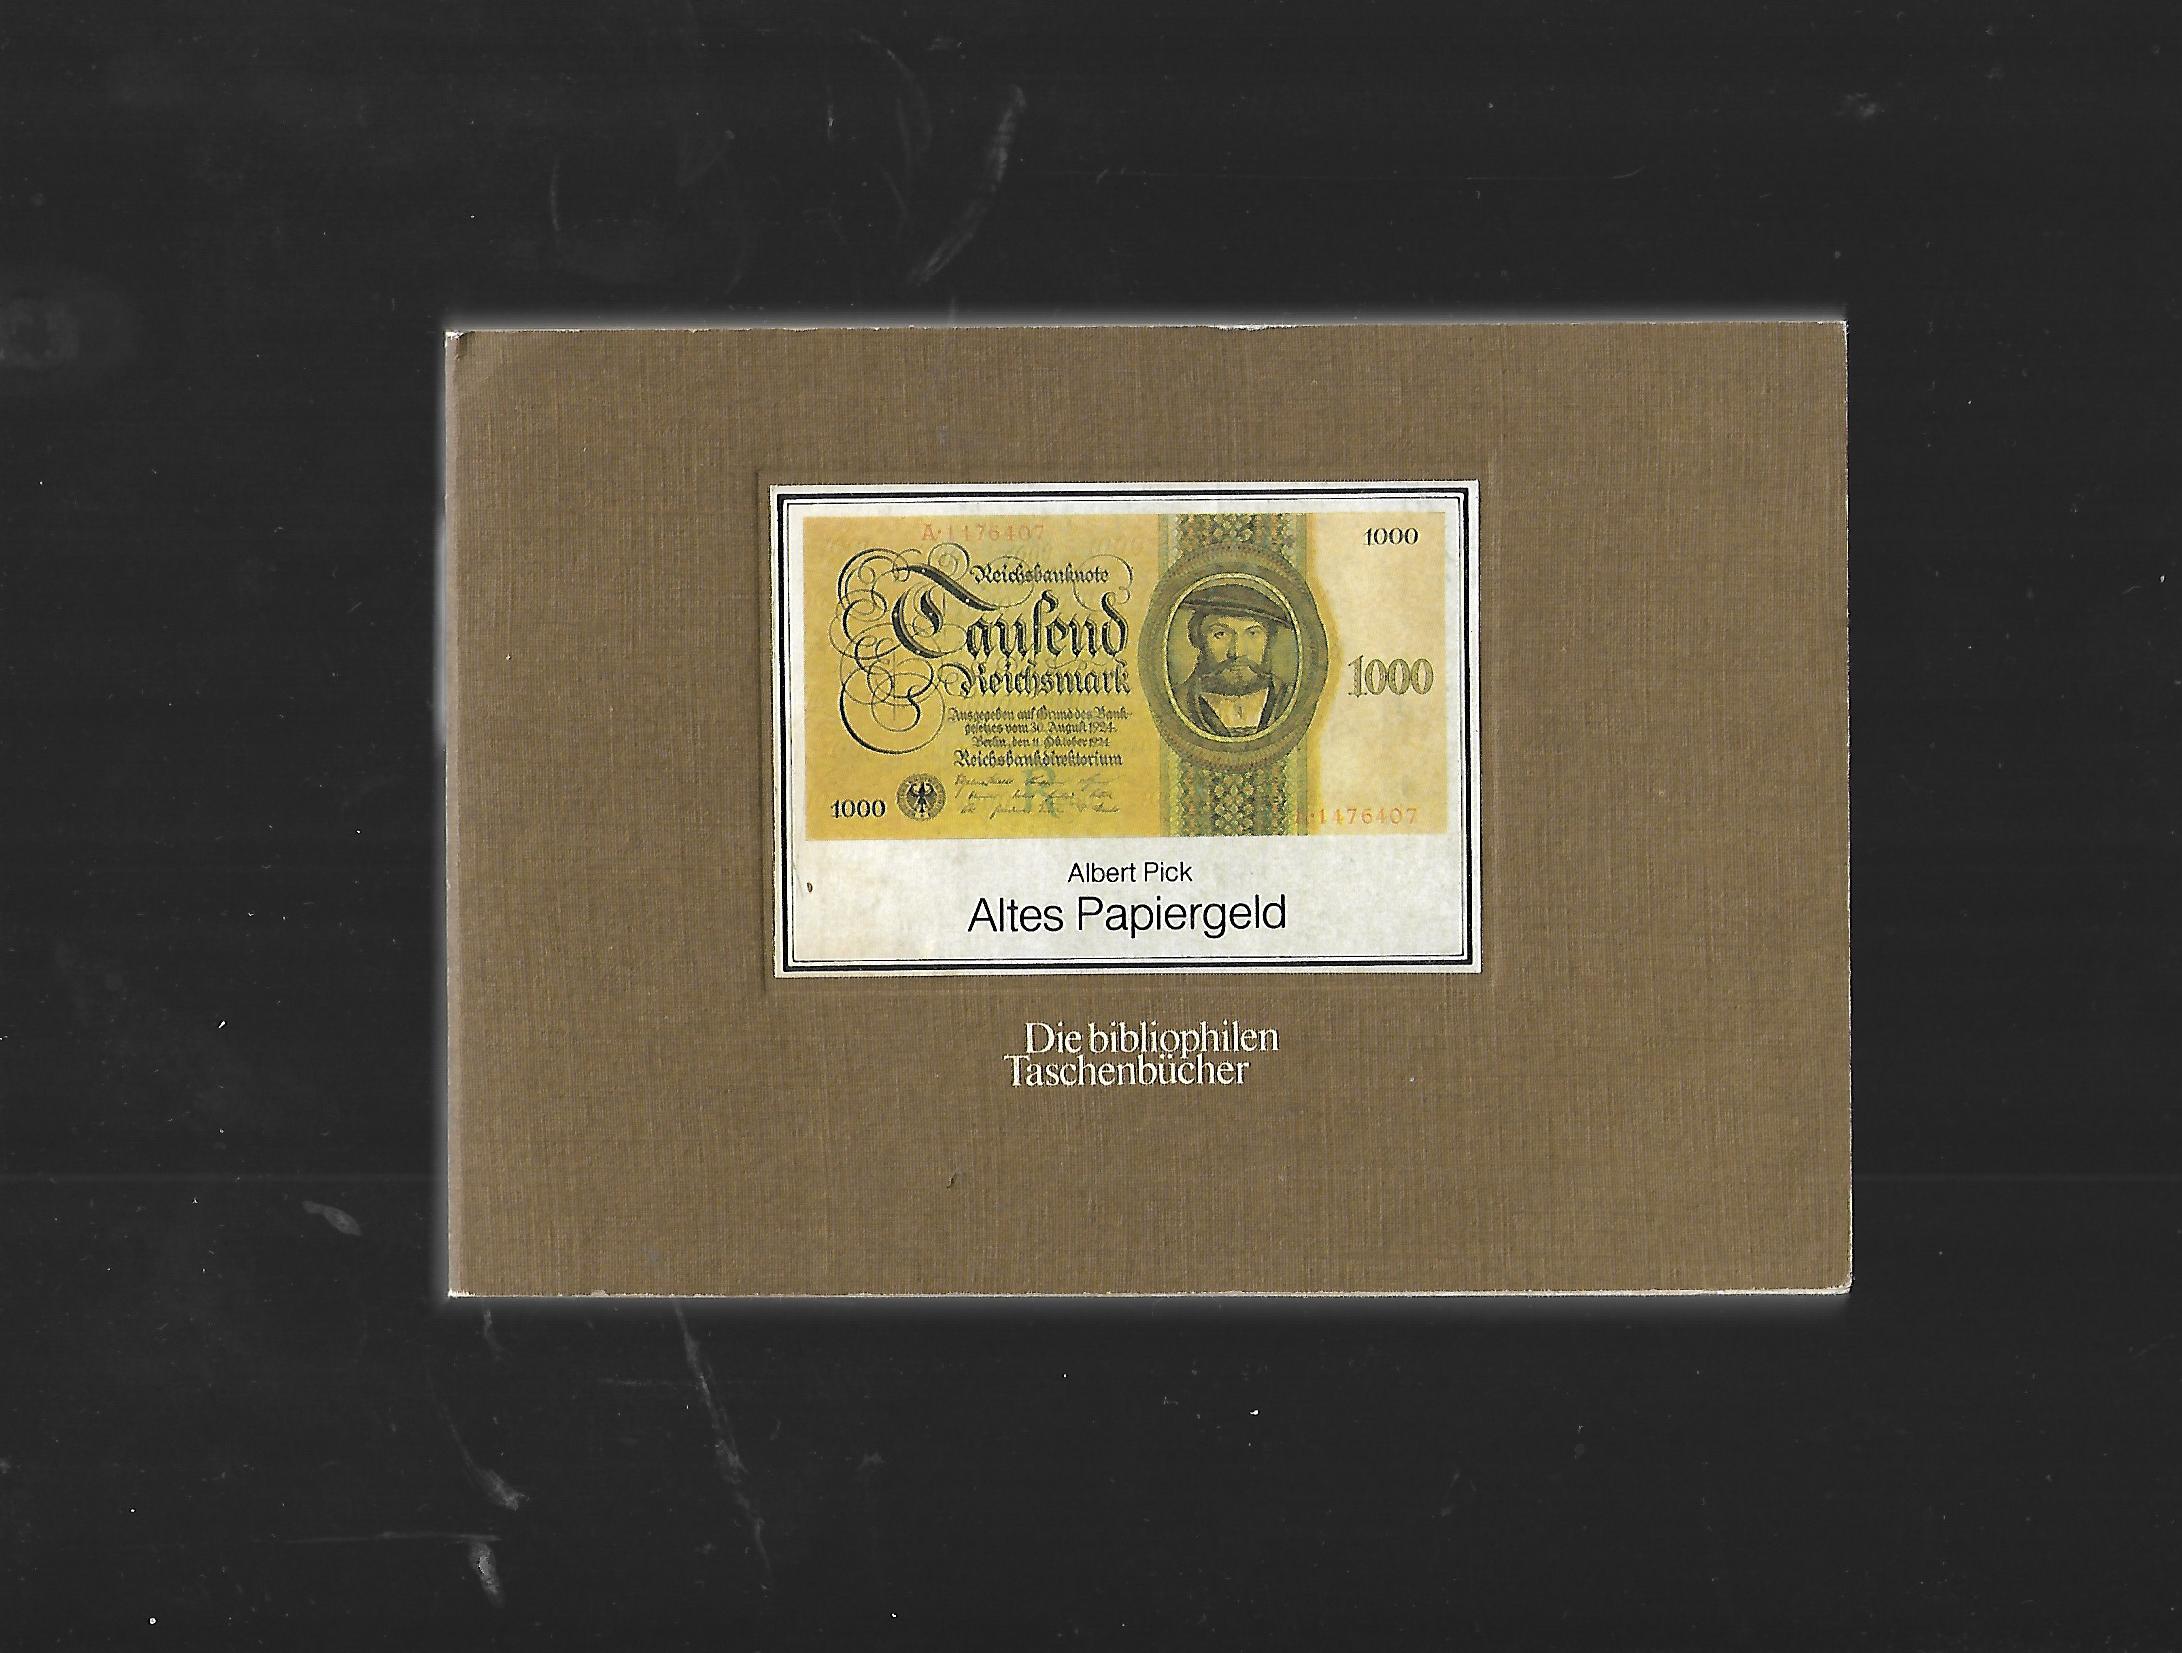 A·1476407
1000
Reichsbanknote
Tausend
Reichsmark
1000
Ausgegeben auf Grund des Bank-
gesetzes vom 30. August 1924.
Berlin, den 11. Oktober 1924
Reichsbankdirektorium
1000
A·1476407
Albert Pick
Altes Papiergeld
Die bibliophilen
Taschenbücher